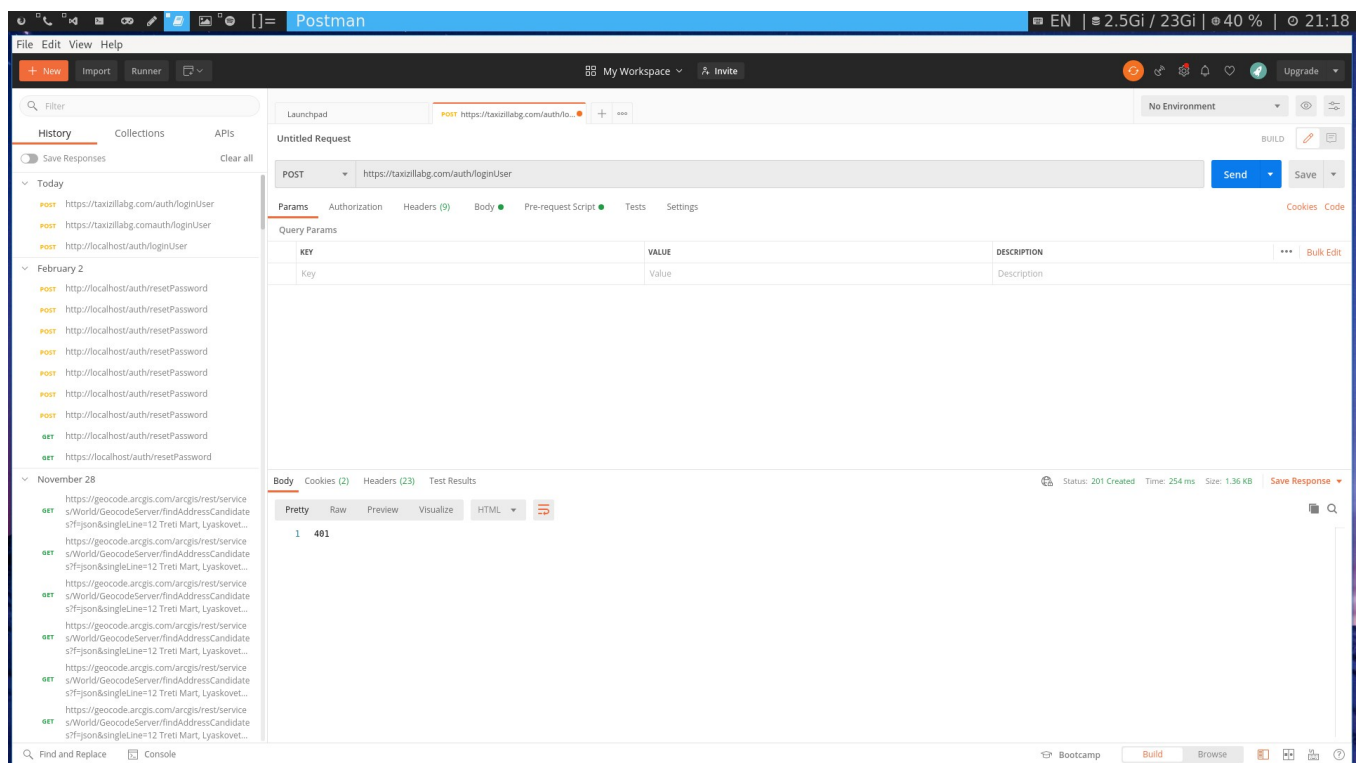 []= Postman EN | 2.5Gi / 23Gi | 40 % | 21:18
File Edit View Help
+ New Import Runner My Workspace Invite Upgrade
Filter
History Collections APIs
Save Responses Clear all
Today
POST https://taxizillabg.com/auth/loginUser
POST https://taxizillabg.comauth/loginUser
POST http://localhost/auth/loginUser
February 2
POST http://localhost/auth/resetPassword
POST http://localhost/auth/resetPassword
POST http://localhost/auth/resetPassword
POST http://localhost/auth/resetPassword
POST http://localhost/auth/resetPassword
POST http://localhost/auth/resetPassword
POST http://localhost/auth/resetPassword
GET http://localhost/auth/resetPassword
GET https://localhost/auth/resetPassword
November 28
https://geocode.arcgis.com/arcgis/rest/service
GET s/World/GeocodeServer/findAddressCandidate
s?f=json&singleLine=12 Treti Mart, Lyaskovet...
https://geocode.arcgis.com/arcgis/rest/service
GET s/World/GeocodeServer/findAddressCandidate
s?f=json&singleLine=12 Treti Mart, Lyaskovet...
https://geocode.arcgis.com/arcgis/rest/service
GET s/World/GeocodeServer/findAddressCandidate
s?f=json&singleLine=12 Treti Mart, Lyaskovet...
https://geocode.arcgis.com/arcgis/rest/service
GET s/World/GeocodeServer/findAddressCandidate
s?f=json&singleLine=12 Treti Mart, Lyaskovet...
https://geocode.arcgis.com/arcgis/rest/service
GET s/World/GeocodeServer/findAddressCandidate
s?f=json&singleLine=12 Treti Mart, Lyaskovet...
https://geocode.arcgis.com/arcgis/rest/service
GET s/World/GeocodeServer/findAddressCandidate
s?f=json&singleLine=12 Treti Mart, Lyaskovet...
Launchpad POST https://taxizillabg.com/auth/lo... + ••• No Environment
Untitled Request BUILD
POST https://taxizillabg.com/auth/loginUser Send Save
Params Authorization Headers (9) Body Pre-request Script Tests Settings Cookies Code
Query Params
KEY VALUE DESCRIPTION ••• Bulk Edit
Key Value Description
Body Cookies (2) Headers (23) Test Results Status: 201 Created Time: 254 ms Size: 1.36 KB Save Response
Pretty Raw Preview Visualize HTML
1 401
Find and Replace Console Bootcamp Build Browse